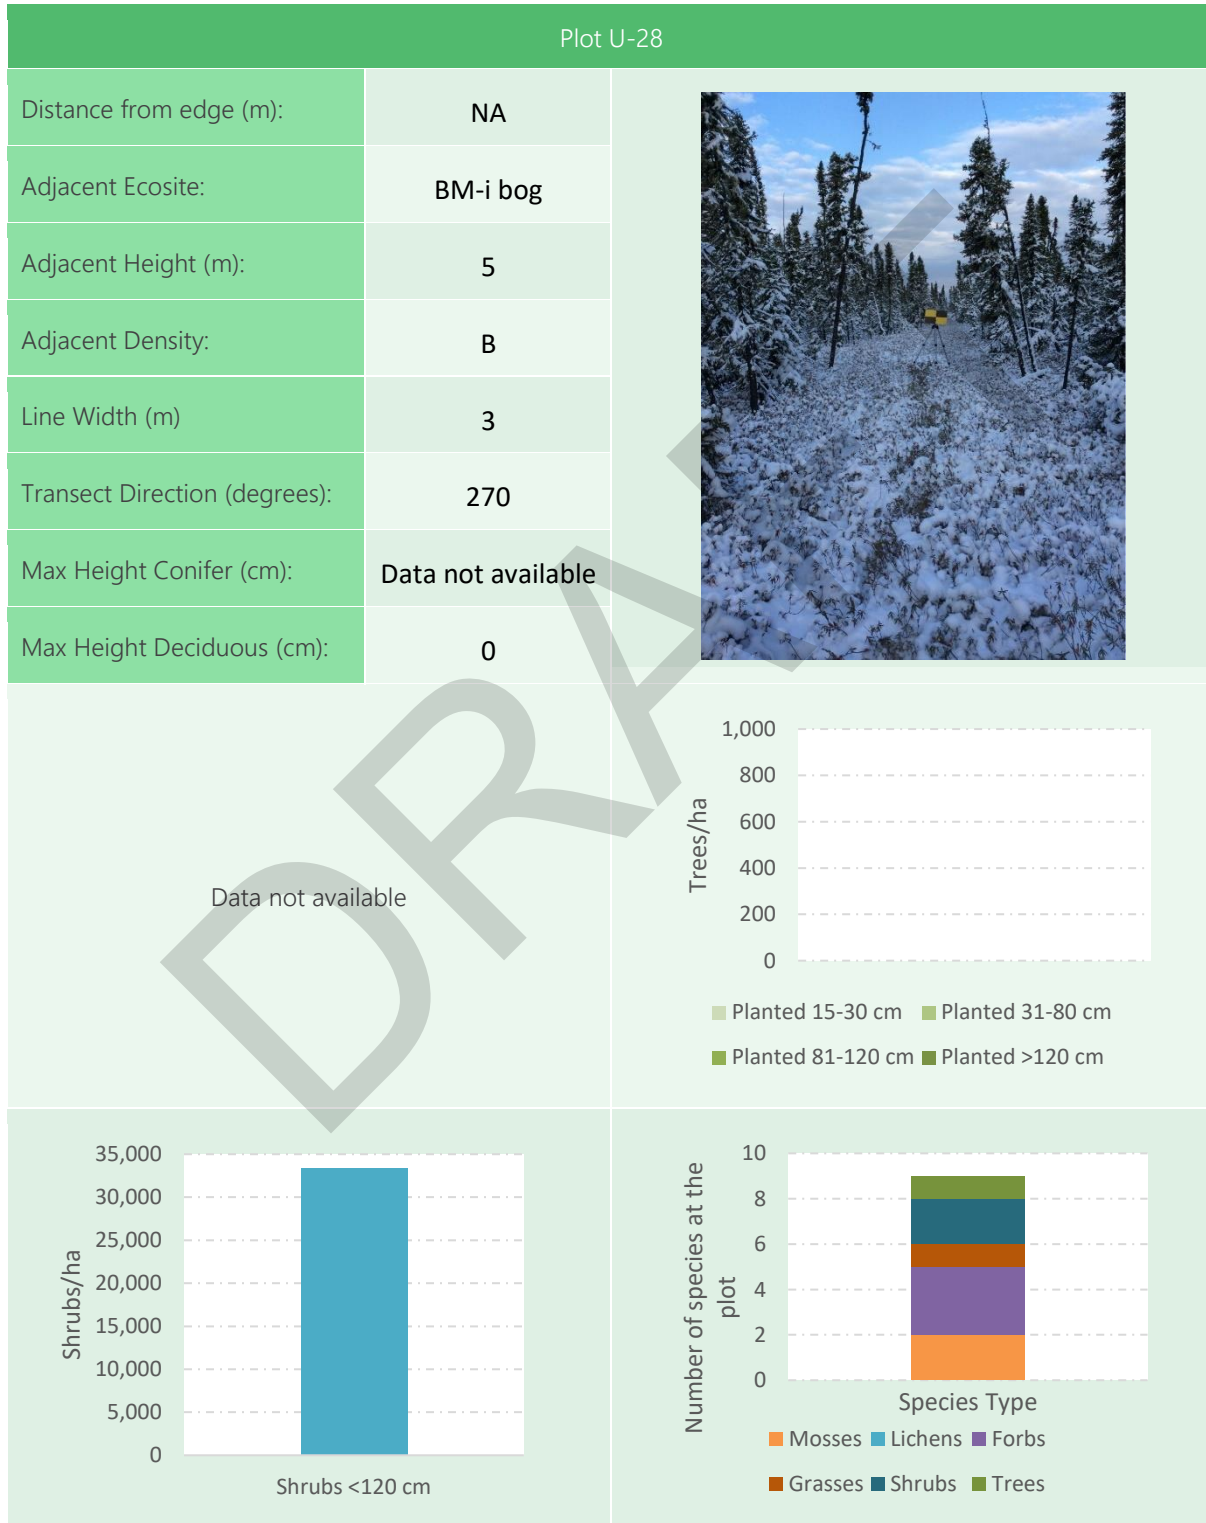 Plot U-28
Distance from edge (m): NA
Adjacent Ecosite: BM-i bog
Adjacent Height (m): 5
Adjacent Density: B
Line Width (m) 3
Transect Direction (degrees): 270
Max Height Conifer (cm): Data not available
Max Height Deciduous (cm): 0
DRAFT
Data not available
Trees/ha
1,000
800
600
400
200
0
Planted 15-30 cm Planted 31-80 cm
Planted 81-120 cm Planted >120 cm
Shrubs/ha
35,000
30,000
25,000
20,000
15,000
10,000
5,000
0
Shrubs <120 cm
Number of species at the
plot
10
8
6
4
2
0
Species Type
Mosses Lichens Forbs
Grasses Shrubs Trees